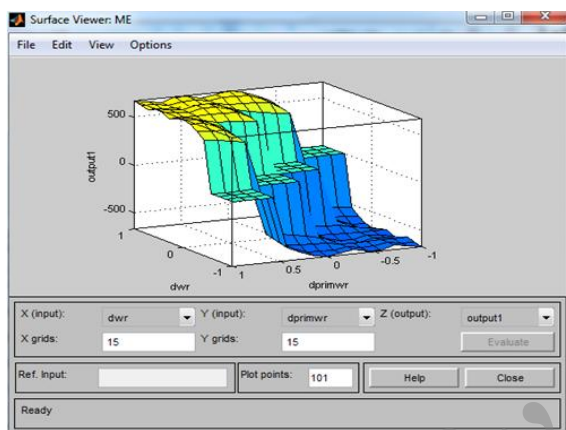 Surface Viewer: ME
File Edit View Options
500
0
-500
output1
1
0
-1
dwr
1
0.5
0
-0.5
-1
dprimwr
X (input): dwr Y (input): dprimwr Z (output): output1
X grids: 15 Y grids: 15 Evaluate
Ref. Input: Plot points: 101 Help Close
Ready